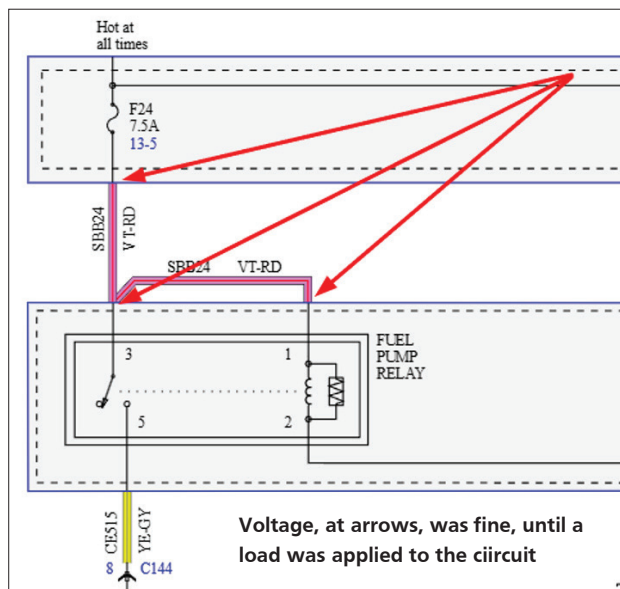 Hot at
all times
F24
7.5A
13-5
SBB24
VT-RD
SBB24 VT-RD
FUEL
PUMP
RELAY
3
1
5
2
CE515
YE-GY
8 C144
Voltage, at arrows, was fine, until a
load was applied to the ciircuit